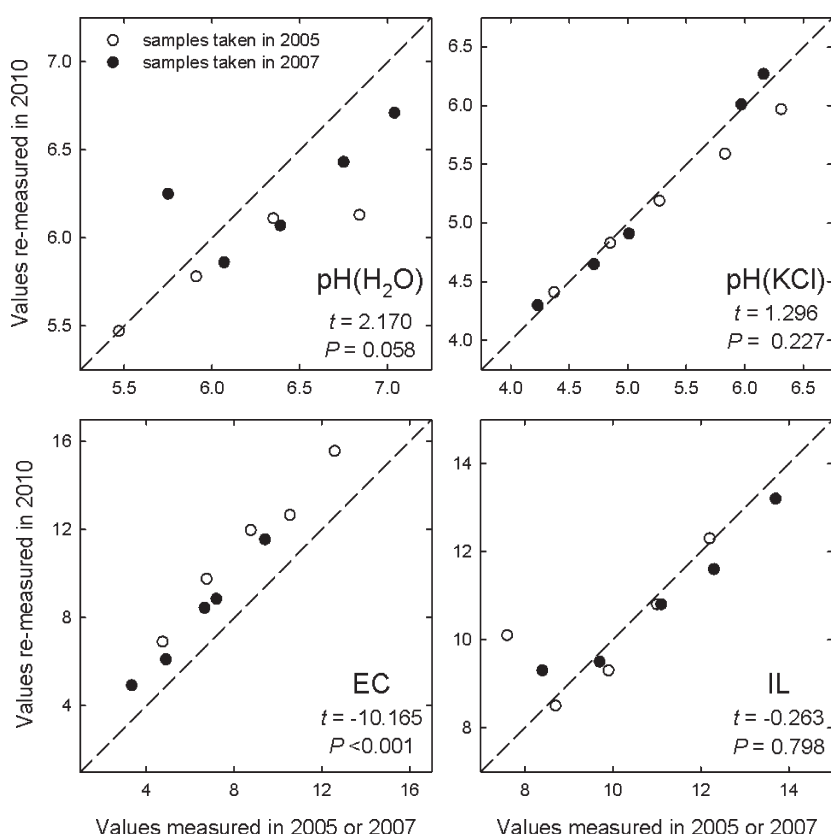 Values re-measured in 2010
7.0
6.5
6.0
5.5
samples taken in 2005
samples taken in 2007
pH(H₂O)
t = 2.170
P = 0.058
5.5 6.0 6.5 7.0
6.5
6.0
5.5
5.0
4.5
4.0
pH(KCl)
t = 1.296
P = 0.227
4.0 4.5 5.0 5.5 6.0 6.5
Values re-measured in 2010
16
12
8
4
EC
t = -10.165
P <0.001
4 8 12 16
Values measured in 2005 or 2007
14
12
10
8
IL
t = -0.263
P = 0.798
8 10 12 14
Values measured in 2005 or 2007